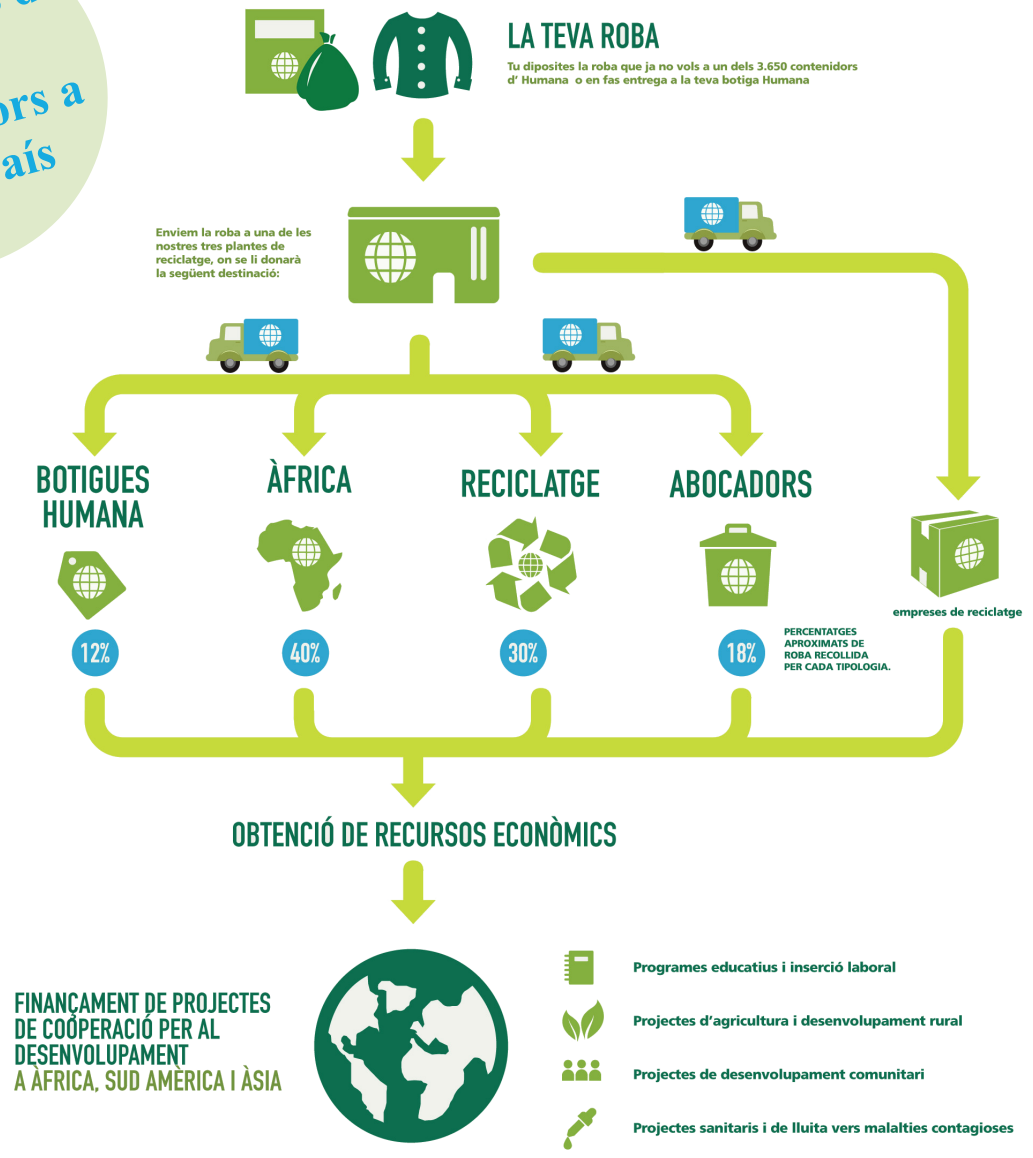 ors a
aís
LA TEVA ROBA
Tu diposites la roba que ja no vols a un dels 3.650 contenidors
d' Humana o en fas entrega a la teva botiga Humana
Enviem la roba a una de les
nostres tres plantes de
reciclatge, on se li donarà
la següent destinació:
BOTIGUES
HUMANA
ÀFRICA
RECICLATGE
ABOCADORS
empreses de reciclatge
12%
40%
30%
18%
PERCENTATGES
APROXIMATS DE
ROBA RECOLLIDA
PER CADA TIPOLOGIA.
OBTENCIÓ DE RECURSOS ECONÒMICS
FINANÇAMENT DE PROJECTES
DE COOPERACIÓ PER AL
DESENVOLUPAMENT
A ÀFRICA, SUD AMÈRICA I ÀSIA
Programes educatius i inserció laboral
Projectes d'agricultura i desenvolupament rural
Projectes de desenvolupament comunitari
Projectes sanitaris i de lluita vers malalties contagioses